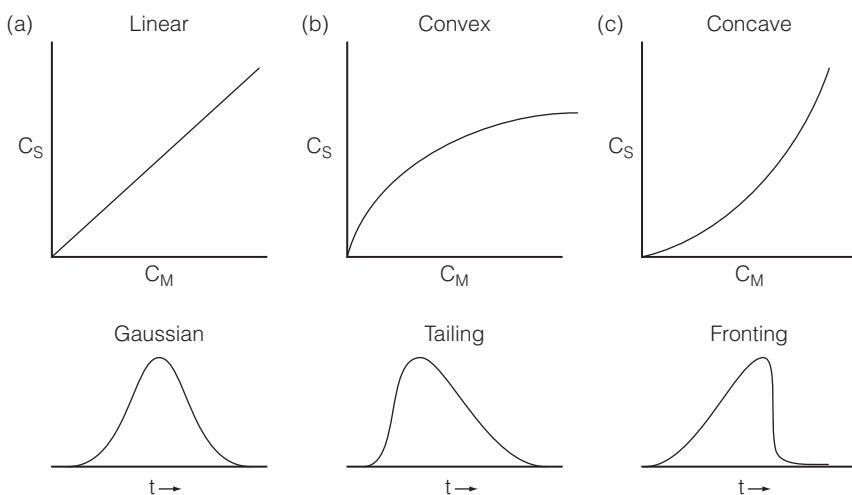 (a) Linear
(b) Convex
(c) Concave
C_S
C_M
C_S
C_M
C_S
C_M
Gaussian
Tailing
Fronting
t →
t →
t →